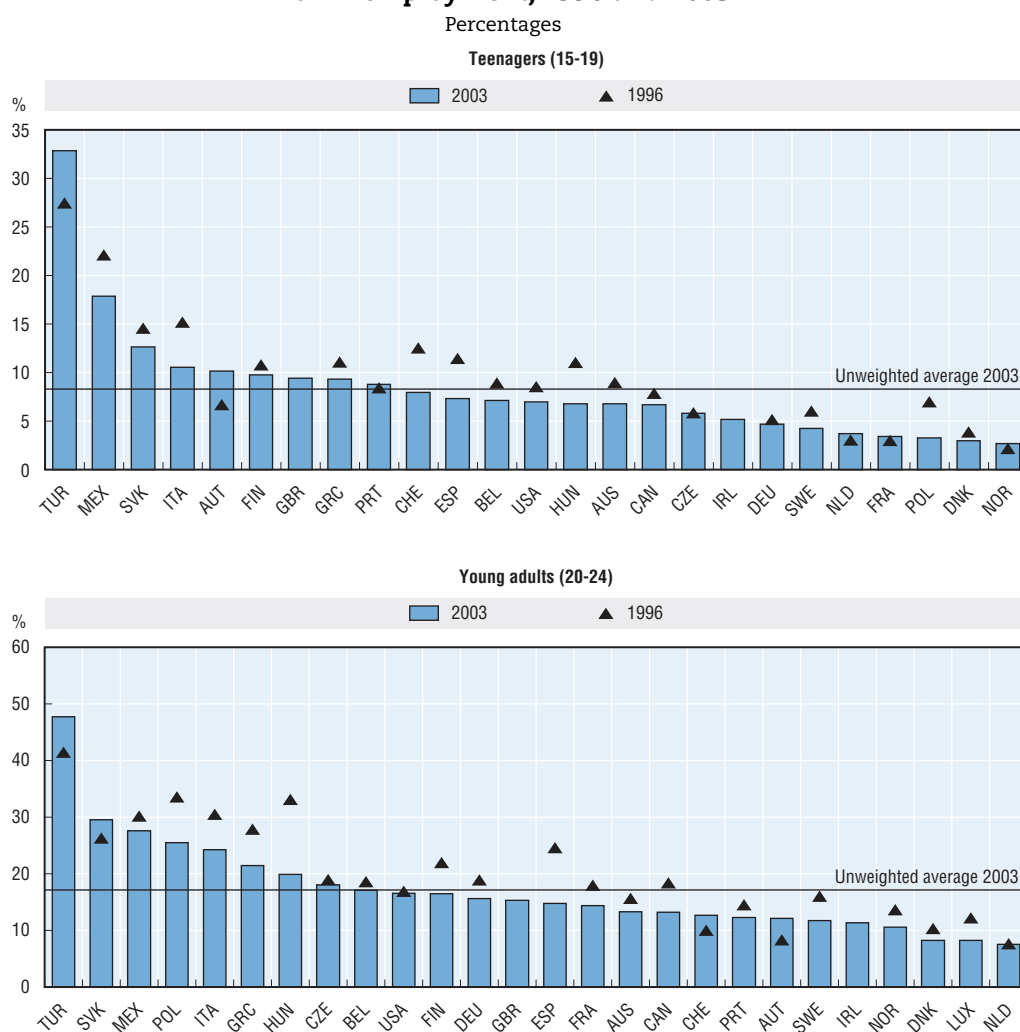 Percentages
Teenagers (15-19)
2003 1996
%
35
30
25
20
15
10
5
0
Unweighted average 2003
TUR MEX SVK ITA AUT FIN GBR GRC PRT CHE ESP BEL USA HUN AUS CAN CZE IRL DEU SWE NLD FRA POL DNK NOR
Young adults (20-24)
2003 1996
%
60
50
40
30
20
10
0
Unweighted average 2003
TUR SVK MEX POL ITA GRC HUN CZE BEL USA FIN DEU GBR ESP FRA AUS CAN CHE PRT AUT SWE IRL NOR DNK LUX NLD